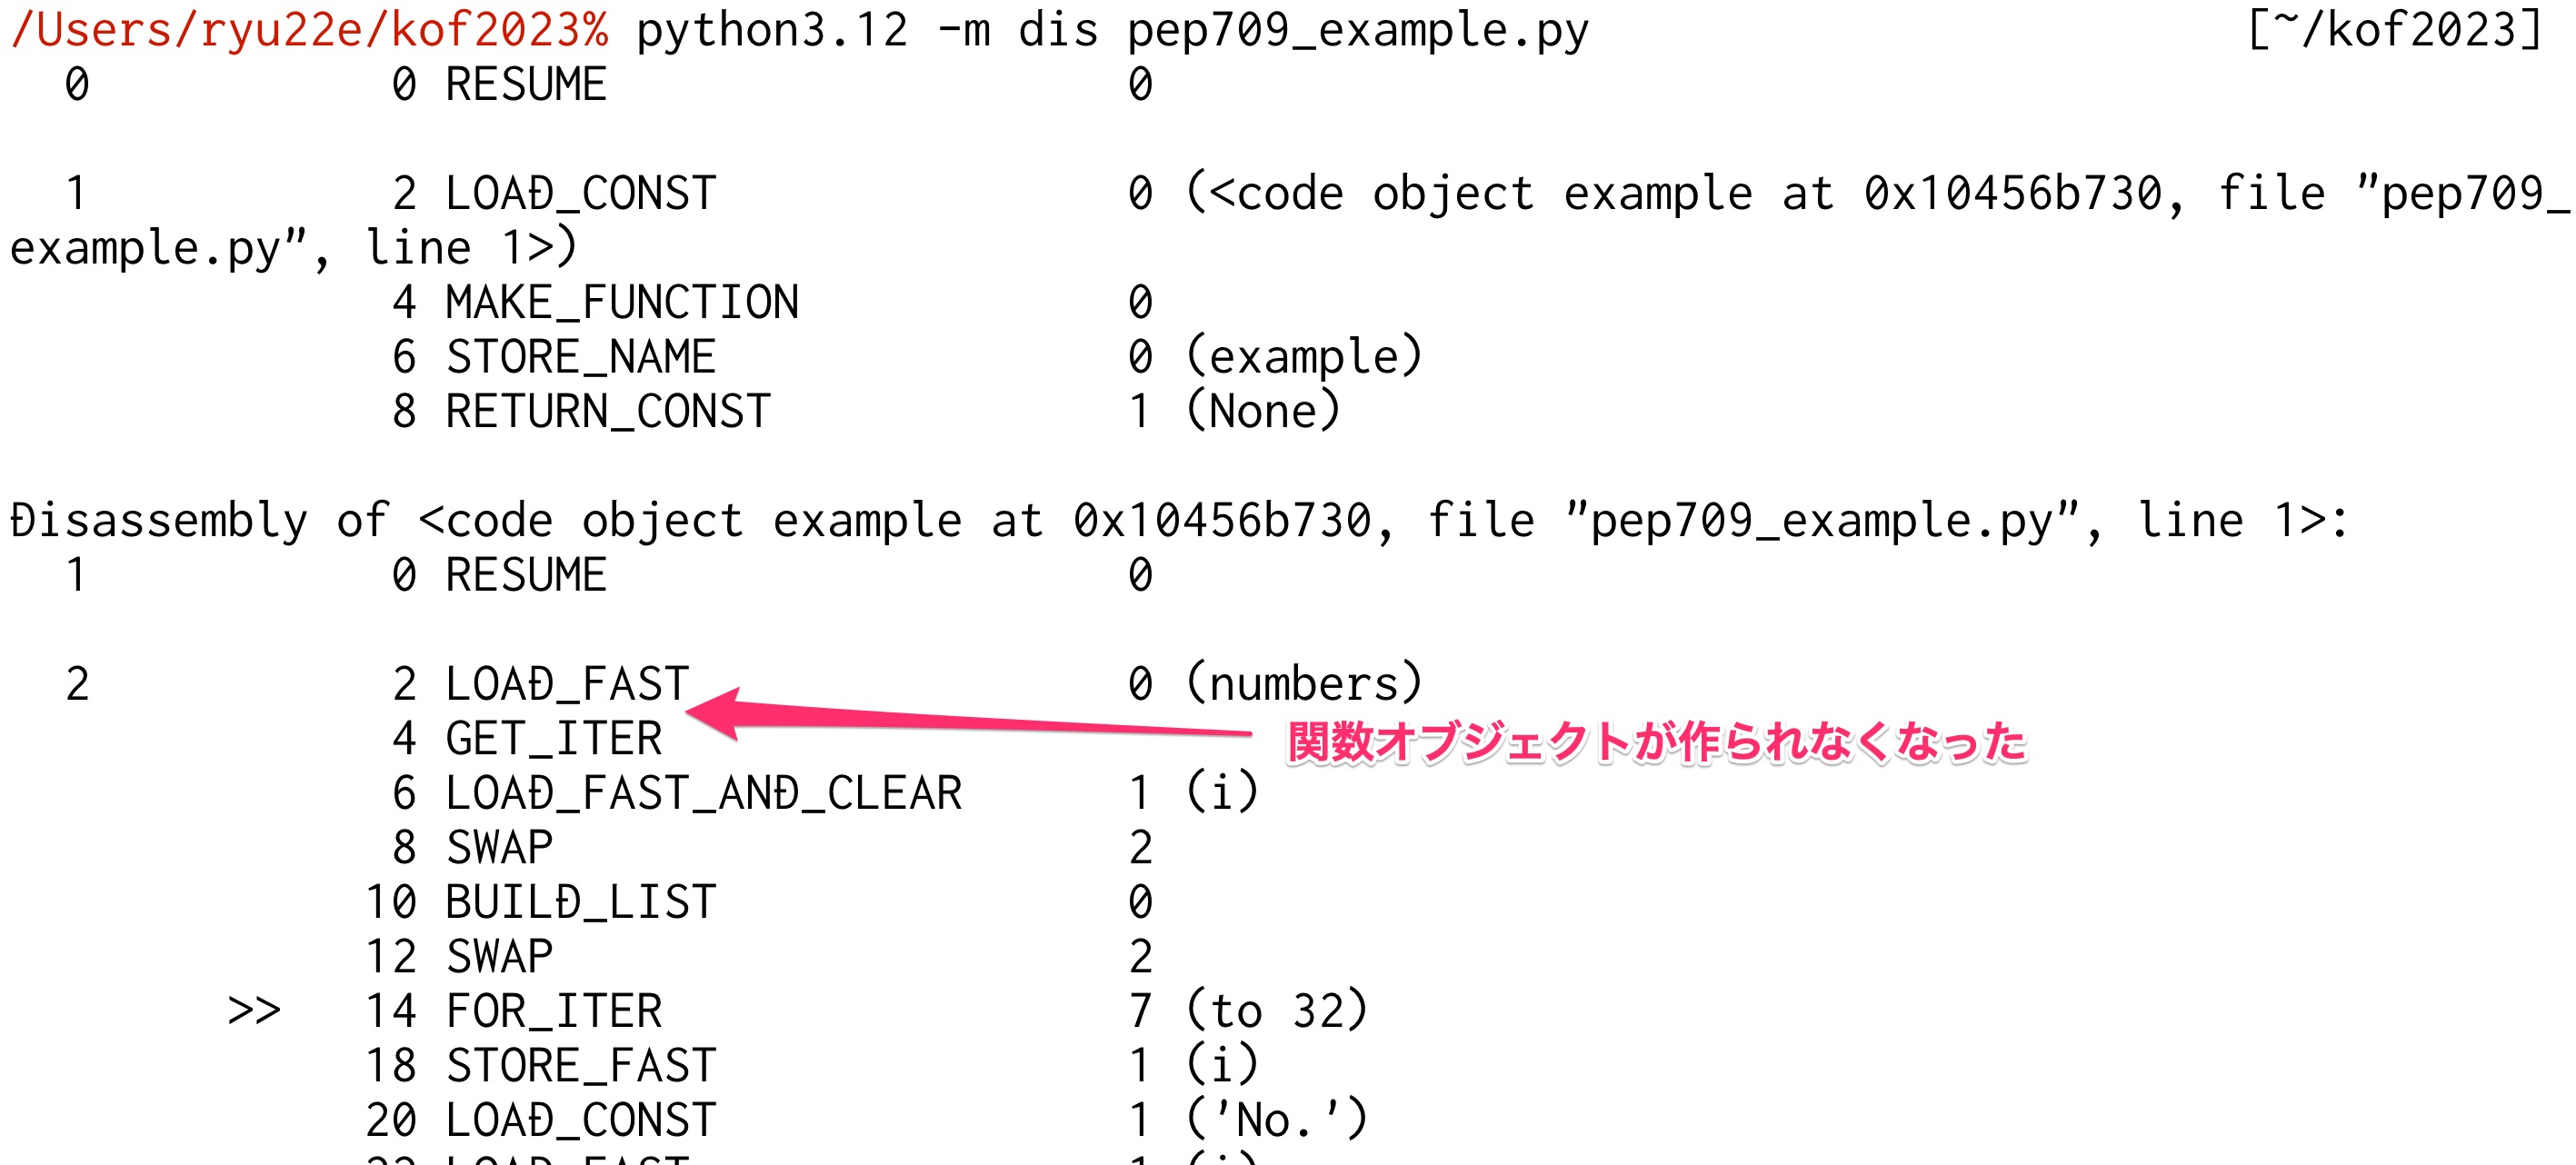 /Users/ryu22e/kof2023% python3.12 -m dis pep709_example.py [~/kof2023]
0 0 RESUME 0
1 2 LOAD_CONST 0 (<code object example at 0x10456b730, file "pep709_
example.py", line 1>)
4 MAKE_FUNCTION 0
6 STORE_NAME 0 (example)
8 RETURN_CONST 1 (None)
Disassembly of <code object example at 0x10456b730, file "pep709_example.py", line 1>:
1 0 RESUME 0
2 2 LOAD_FAST 0 (numbers)
4 GET_ITER
関数オブジェクトが作られなくなった
6 LOAD_FAST_AND_CLEAR 1 (i)
8 SWAP 2
10 BUILD_LIST 0
12 SWAP 2
>> 14 FOR_ITER 7 (to 32)
18 STORE_FAST 1 (i)
20 LOAD_CONST 1 ('No.')
22 LOAD_FAST 1 (i)